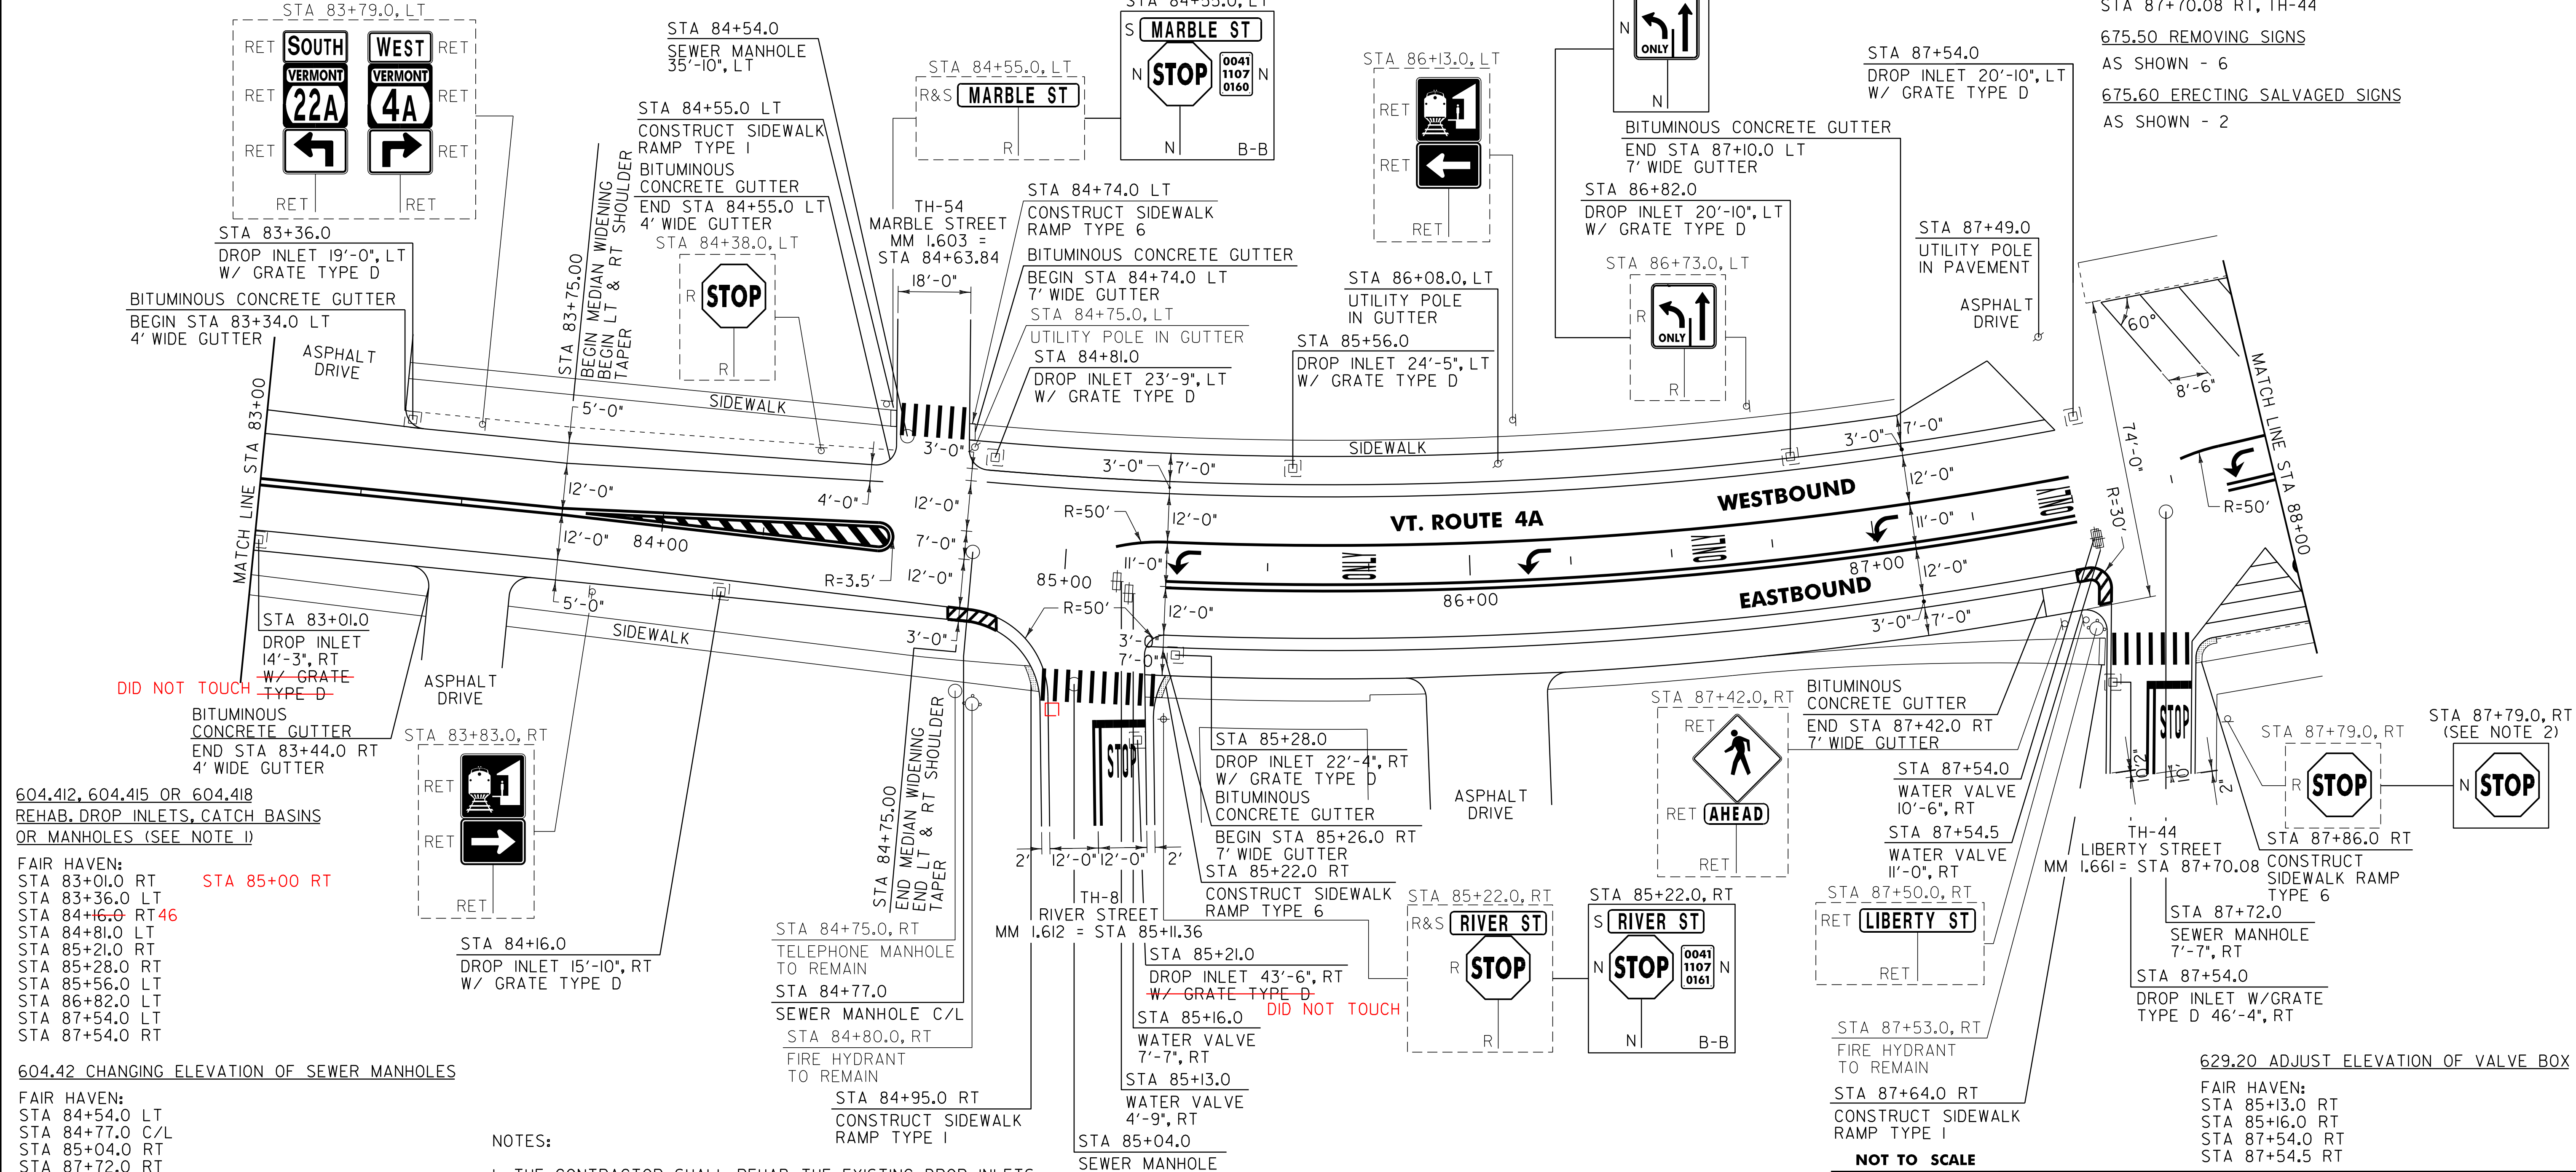 STA 83+79.0, LT
RET SOUTH WEST RET
RET VERMONT 22A VERMONT 4A RET
RET RET
RET RET
STA 83+36.0
DROP INLET 19'-0", LT
W/ GRATE TYPE D
BITUMINOUS CONCRETE GUTTER
BEGIN STA 83+34.0 LT
4' WIDE GUTTER
ASPHALT
DRIVE
MATCH LINE STA 83+00
STA 83+75.00
BEGIN MEDIAN WIDENING
BEGIN LT & RT SHOULDER
TAPER
STA 84+54.0
SEWER MANHOLE
35'-10", LT
STA 84+55.0 LT
CONSTRUCT SIDEWALK
RAMP TYPE 1
BITUMINOUS
CONCRETE GUTTER
END STA 84+55.0 LT
4' WIDE GUTTER
STA 84+38.0, LT
R STOP
R
STA 84+55.0, LT
R&S MARBLE ST
R
STA 84+55.0, LT
S MARBLE ST
N STOP 0041 1107 0160 N
N B-B
TH-54
MARBLE STREET
MM 1.603 =
STA 84+63.84
18'-0"
STA 84+74.0 LT
CONSTRUCT SIDEWALK
RAMP TYPE 6
BITUMINOUS CONCRETE GUTTER
BEGIN STA 84+74.0 LT
7' WIDE GUTTER
STA 84+75.0, LT
UTILITY POLE IN GUTTER
STA 84+81.0
DROP INLET 23'-9", LT
W/ GRATE TYPE D
STA 86+13.0, LT
RET
RET
RET
STA 86+08.0, LT
UTILITY POLE
IN GUTTER
STA 85+56.0
DROP INLET 24'-5", LT
W/ GRATE TYPE D
N ONLY
N
BITUMINOUS CONCRETE GUTTER
END STA 87+10.0 LT
7' WIDE GUTTER
STA 86+82.0
DROP INLET 20'-10", LT
W/ GRATE TYPE D
STA 86+73.0, LT
R ONLY
R
STA 87+54.0
DROP INLET 20'-10", LT
W/ GRATE TYPE D
STA 87+49.0
UTILITY POLE
IN PAVEMENT
ASPHALT
DRIVE
STA 87+70.08 RT, TH-44
675.50 REMOVING SIGNS
AS SHOWN - 6
675.60 ERECTING SALVAGED SIGNS
AS SHOWN - 2
60°
8'-6"
74'-0"
MATCH LINE STA 88+00
R=50'
R=30'
SIDEWALK
SIDEWALK
SIDEWALK
5'-0"
12'-0"
12'-0"
5'-0"
84+00
4'-0"
R=3.5'
3'-0"
12'-0"
7'-0"
12'-0"
3'-0"
R=50'
85+00
R=50'
3'-0" 7'-0"
12'-0"
11'-0"
12'-0"
3'-0"
7'-0"
VT. ROUTE 4A
WESTBOUND
EASTBOUND
ONLY
ONLY
ONLY
86+00
87+00
3'-0" 7'-0"
12'-0"
11'-0"
12'-0"
3'-0" 7'-0"
STA 83+01.0
DROP INLET
14'-3", RT
W/ GRATE
TYPE D
DID NOT TOUCH
BITUMINOUS
CONCRETE GUTTER
END STA 83+44.0 RT
4' WIDE GUTTER
ASPHALT
DRIVE
STA 83+83.0, RT
RET
RET
RET
STA 84+16.0
DROP INLET 15'-10", RT
W/ GRATE TYPE D
604.412, 604.415 OR 604.418
REHAB. DROP INLETS, CATCH BASINS
OR MANHOLES (SEE NOTE 1)
FAIR HAVEN:
STA 83+01.0 RT STA 85+00 RT
STA 83+36.0 LT
STA 84+16.0 RT 46
STA 84+81.0 LT
STA 85+21.0 RT
STA 85+28.0 RT
STA 85+56.0 LT
STA 86+82.0 LT
STA 87+54.0 LT
STA 87+54.0 RT
604.42 CHANGING ELEVATION OF SEWER MANHOLES
FAIR HAVEN:
STA 84+54.0 LT
STA 84+77.0 C/L
STA 85+04.0 RT
STA 87+72.0 RT
STA 84+75.00
END MEDIAN WIDENING
END LT & RT SHOULDER
TAPER
STA 84+75.0, RT
TELEPHONE MANHOLE
TO REMAIN
STA 84+77.0
SEWER MANHOLE C/L
STA 84+80.0, RT
FIRE HYDRANT
TO REMAIN
STA 84+95.0 RT
CONSTRUCT SIDEWALK
RAMP TYPE 1
NOTES:
1. THE CONTRACTOR SHALL REHAB THE EXISTING DROP INLETS
STOP
2' 12'-0" 12'-0" 2'
TH-8
RIVER STREET
MM 1.612 = STA 85+11.36
STA 85+28.0
DROP INLET 22'-4", RT
W/ GRATE TYPE D
BITUMINOUS
CONCRETE GUTTER
BEGIN STA 85+26.0 RT
7' WIDE GUTTER
STA 85+22.0 RT
CONSTRUCT SIDEWALK
RAMP TYPE 6
STA 85+21.0
DROP INLET 43'-6", RT
W/ GRATE TYPE D
DID NOT TOUCH
STA 85+16.0
WATER VALVE
7'-7", RT
STA 85+13.0
WATER VALVE
4'-9", RT
STA 85+04.0
SEWER MANHOLE
ASPHALT
DRIVE
STA 85+22.0, RT
R&S RIVER ST
R STOP
R
STA 85+22.0, RT
S RIVER ST
N STOP 0041 1107 0161 N
N B-B
STA 87+42.0, RT
RET
RET AHEAD
RET
BITUMINOUS
CONCRETE GUTTER
END STA 87+42.0 RT
7' WIDE GUTTER
STA 87+54.0
WATER VALVE
10'-6", RT
STA 87+54.5
WATER VALVE
11'-0", RT
STA 87+50.0, RT
RET LIBERTY ST
RET
STA 87+53.0, RT
FIRE HYDRANT
TO REMAIN
STA 87+64.0 RT
CONSTRUCT SIDEWALK
RAMP TYPE 1
NOT TO SCALE
STOP
10'2" 10' 2"
TH-44
LIBERTY STREET
MM 1.661 = STA 87+70.08
STA 87+79.0, RT
R STOP
STA 87+79.0, RT
(SEE NOTE 2)
N STOP
STA 87+86.0 RT
CONSTRUCT
SIDEWALK RAMP
TYPE 6
STA 87+72.0
SEWER MANHOLE
7'-7", RT
STA 87+54.0
DROP INLET W/GRATE
TYPE D 46'-4", RT
629.20 ADJUST ELEVATION OF VALVE BOX
FAIR HAVEN:
STA 85+13.0 RT
STA 85+16.0 RT
STA 87+54.0 RT
STA 87+54.5 RT